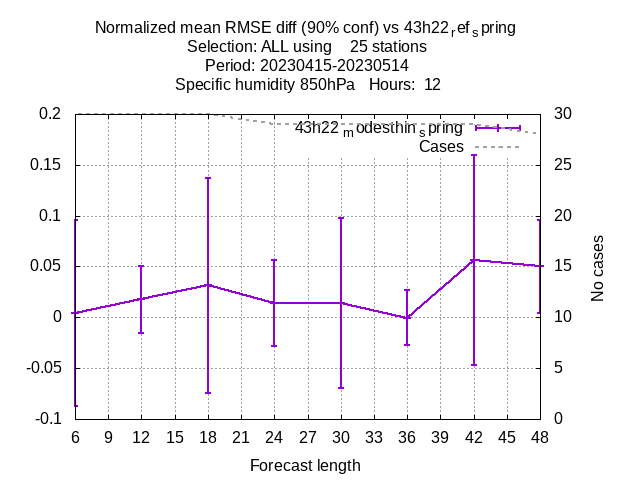 Normalized mean RMSE diff (90% conf) vs 43h22refspring
Selection: ALL using 25 stations
Period: 20230415-20230514
Specific humidity 850hPa Hours: 12
43h22modesthinspring
Cases
0.2
0.15
0.1
0.05
0
-0.05
-0.1
30
25
20
15
10
5
0
No cases
6 9 12 15 18 21 24 27 30 33 36 39 42 45 48
Forecast length